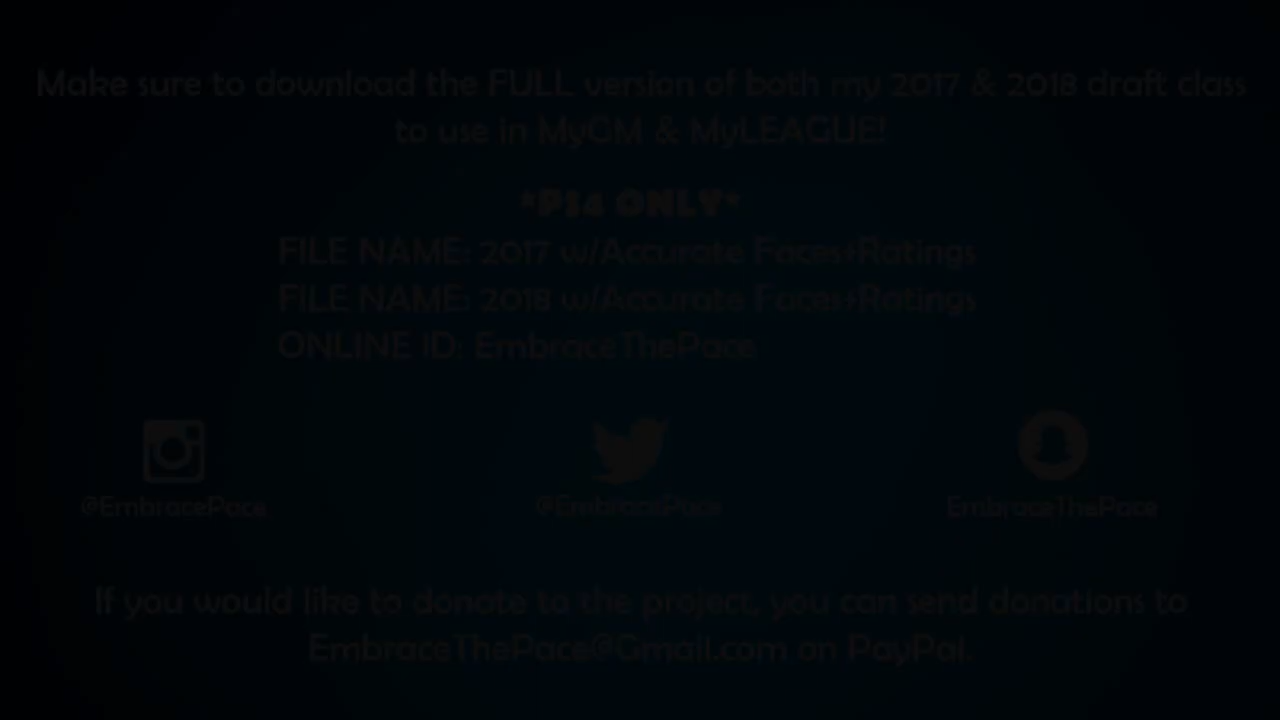 Make sure to download the FULL version of both my 2017 & 2018 draft class
to use in MyGM & MyLEAGUE!
*PS4 ONLY*
FILE NAME: 2017 w/Accurate Faces+Ratings
FILE NAME: 2018 w/Accurate Faces+Ratings
ONLINE ID: EmbraceThePace
@EmbracePace @EmbracePace EmbraceThePace
If you would like to donate to the project, you can send donations to
EmbraceThePace@Gmail.com on PayPal.